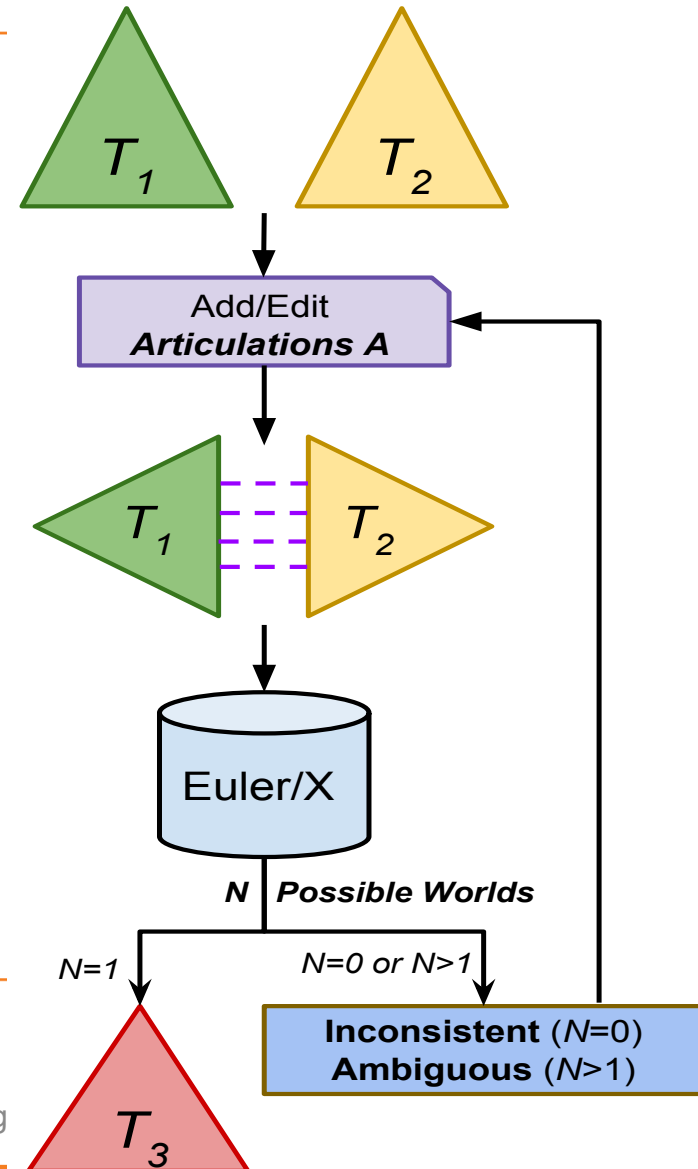 T1 T2
Add/Edit
Articulations A
T1 T2
Euler/X
N Possible Worlds
N=1 N=0 or N>1
Inconsistent (N=0)
Ambiguous (N>1)
g
T3